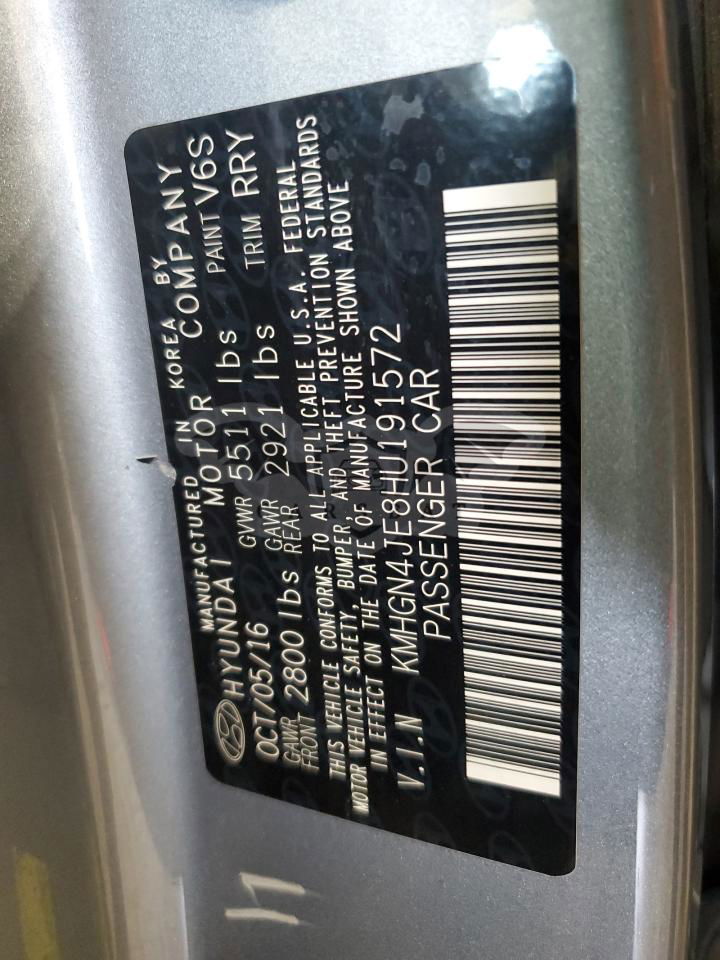 MANUFACTURED IN KOREA BY
HYUNDAI MOTOR COMPANY
OCT/05/16 GVWR 5511 lbs PAINT V6S
GAWR FRONT 2800 lbs GAWR REAR 2921 lbs TRIM RRY
THIS VEHICLE CONFORMS TO ALL APPLICABLE U.S.A. FEDERAL
MOTOR VEHICLE SAFETY, BUMPER, AND THEFT PREVENTION STANDARDS
IN EFFECT ON THE DATE OF MANUFACTURE SHOWN ABOVE
V.I.N KMHGN4JE8HU191572
PASSENGER CAR